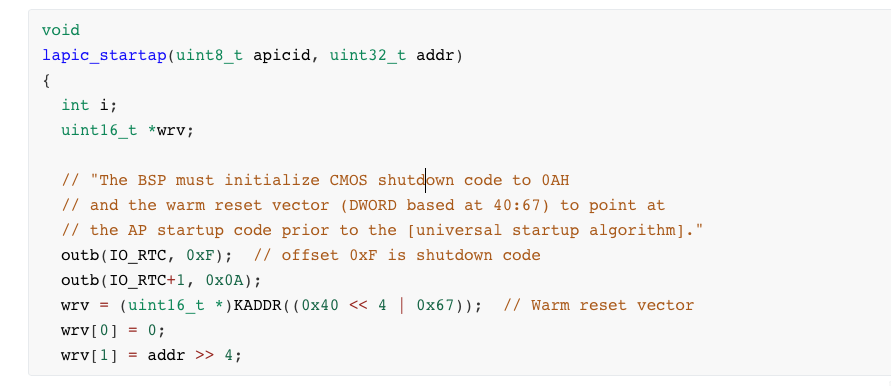 void
lapic_startap(uint8_t apicid, uint32_t addr)
{
  int i;
  uint16_t *wrv;

  // "The BSP must initialize CMOS shutdown code to 0AH
  // and the warm reset vector (DWORD based at 40:67) to point at
  // the AP startup code prior to the [universal startup algorithm]."
  outb(IO_RTC, 0xF);  // offset 0xF is shutdown code
  outb(IO_RTC+1, 0x0A);
  wrv = (uint16_t *)KADDR((0x40 << 4 | 0x67));  // Warm reset vector
  wrv[0] = 0;
  wrv[1] = addr >> 4;